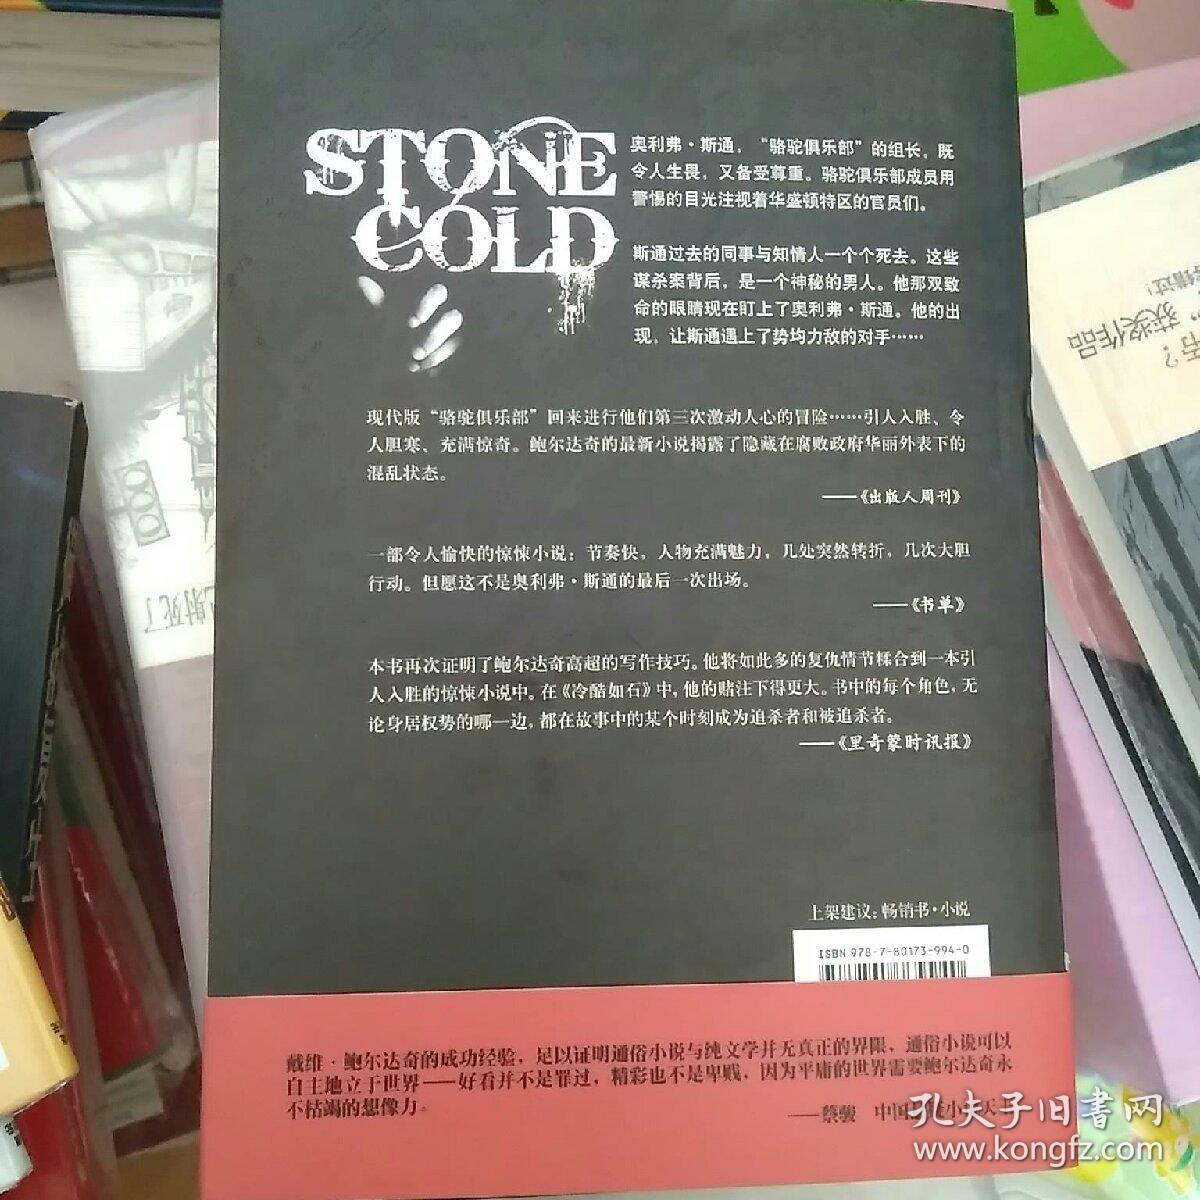 STONE
COLD
奥利弗·斯通，“骆驼俱乐部”的组长，既
令人生畏，又备受尊重。骆驼俱乐部成员用
警惕的目光注视着华盛顿特区的官员们。
斯通过去的同事与知情人一个个死去。这些
谋杀案背后，是一个神秘的男人。他那双致
命的眼睛现在盯上了奥利弗·斯通。他的出
现，让斯通遇上了势均力敌的对手……
现代版“骆驼俱乐部”回来进行他们第三次激动人心的冒险……引人入胜、令
人胆寒、充满惊奇。鲍尔达奇的最新小说揭露了隐藏在腐败政府华丽外表下的
混乱状态。
——《出版人周刊》
一部令人愉快的惊悚小说：节奏快，人物充满魅力，几处突然转折，几次大胆
行动。但愿这不是奥利弗·斯通的最后一次出场。
——《书单》
本书再次证明了鲍尔达奇高超的写作技巧。他将如此多的复仇情节糅合到一本引
人入胜的惊悚小说中。在《冷酷如石》中，他的赌注下得更大。书中的每个角色，无
论身居权势的哪一边，都在故事中的某个时刻成为追杀者和被追杀者。
——《里奇蒙时讯报》
上架建议：畅销书·小说
ISBN 978-7-80173-994-0
戴维·鲍尔达奇的成功经验，足以证明通俗小说与纯文学并无真正的界限，通俗小说可以
自主地立于世界——好看并不是罪过，精彩也不是卑贱，因为平庸的世界需要鲍尔达奇永
不枯竭的想像力。
——蔡骏 中国
孔夫子旧书网
www.kongfz.com
射死了
获奖作品